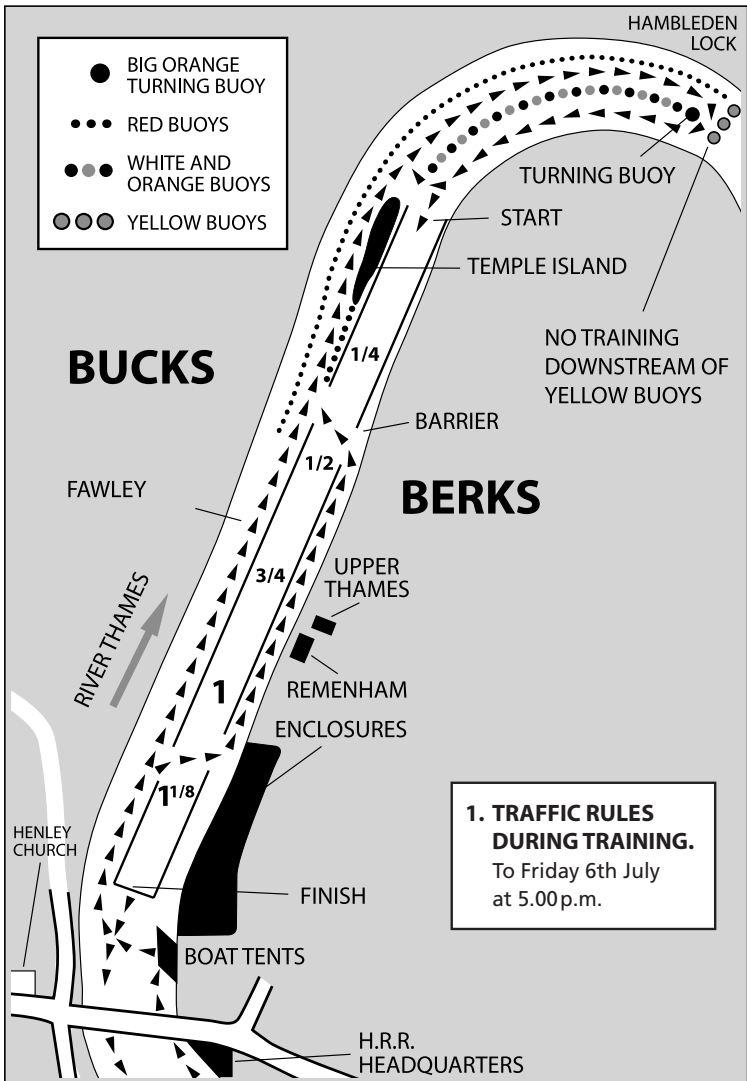 HAMBLEDEN
LOCK
BIG ORANGE
TURNING BUOY
RED BUOYS
WHITE AND
ORANGE BUOYS
YELLOW BUOYS
TURNING BUOY
START
TEMPLE ISLAND
NO TRAINING
DOWNSTREAM OF
YELLOW BUOYS
1/4
BUCKS
BARRIER
1/2
FAWLEY
BERKS
UPPER
THAMES
3/4
RIVER THAMES
REMENHAM
1
ENCLOSURES
1 1/8
1. TRAFFIC RULES
DURING TRAINING.
To Friday 6th July
at 5.00p.m.
HENLEY
CHURCH
FINISH
BOAT TENTS
H.R.R.
HEADQUARTERS